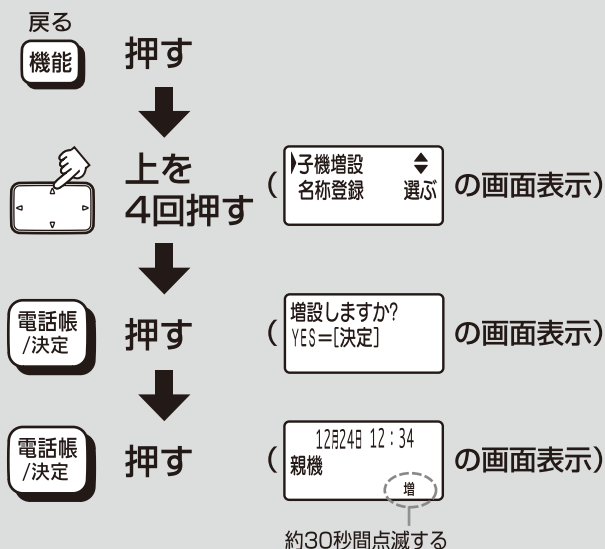 戻る
機能
押す
上を
4回押す
(
子機増設
名称登録 選ぶ
の画面表示)
電話帳
/決定
押す
(
増設しますか?
YES=[決定]
の画面表示)
電話帳
/決定
押す
(
12月24日 12:34
親機
増
の画面表示)
約30秒間点滅する